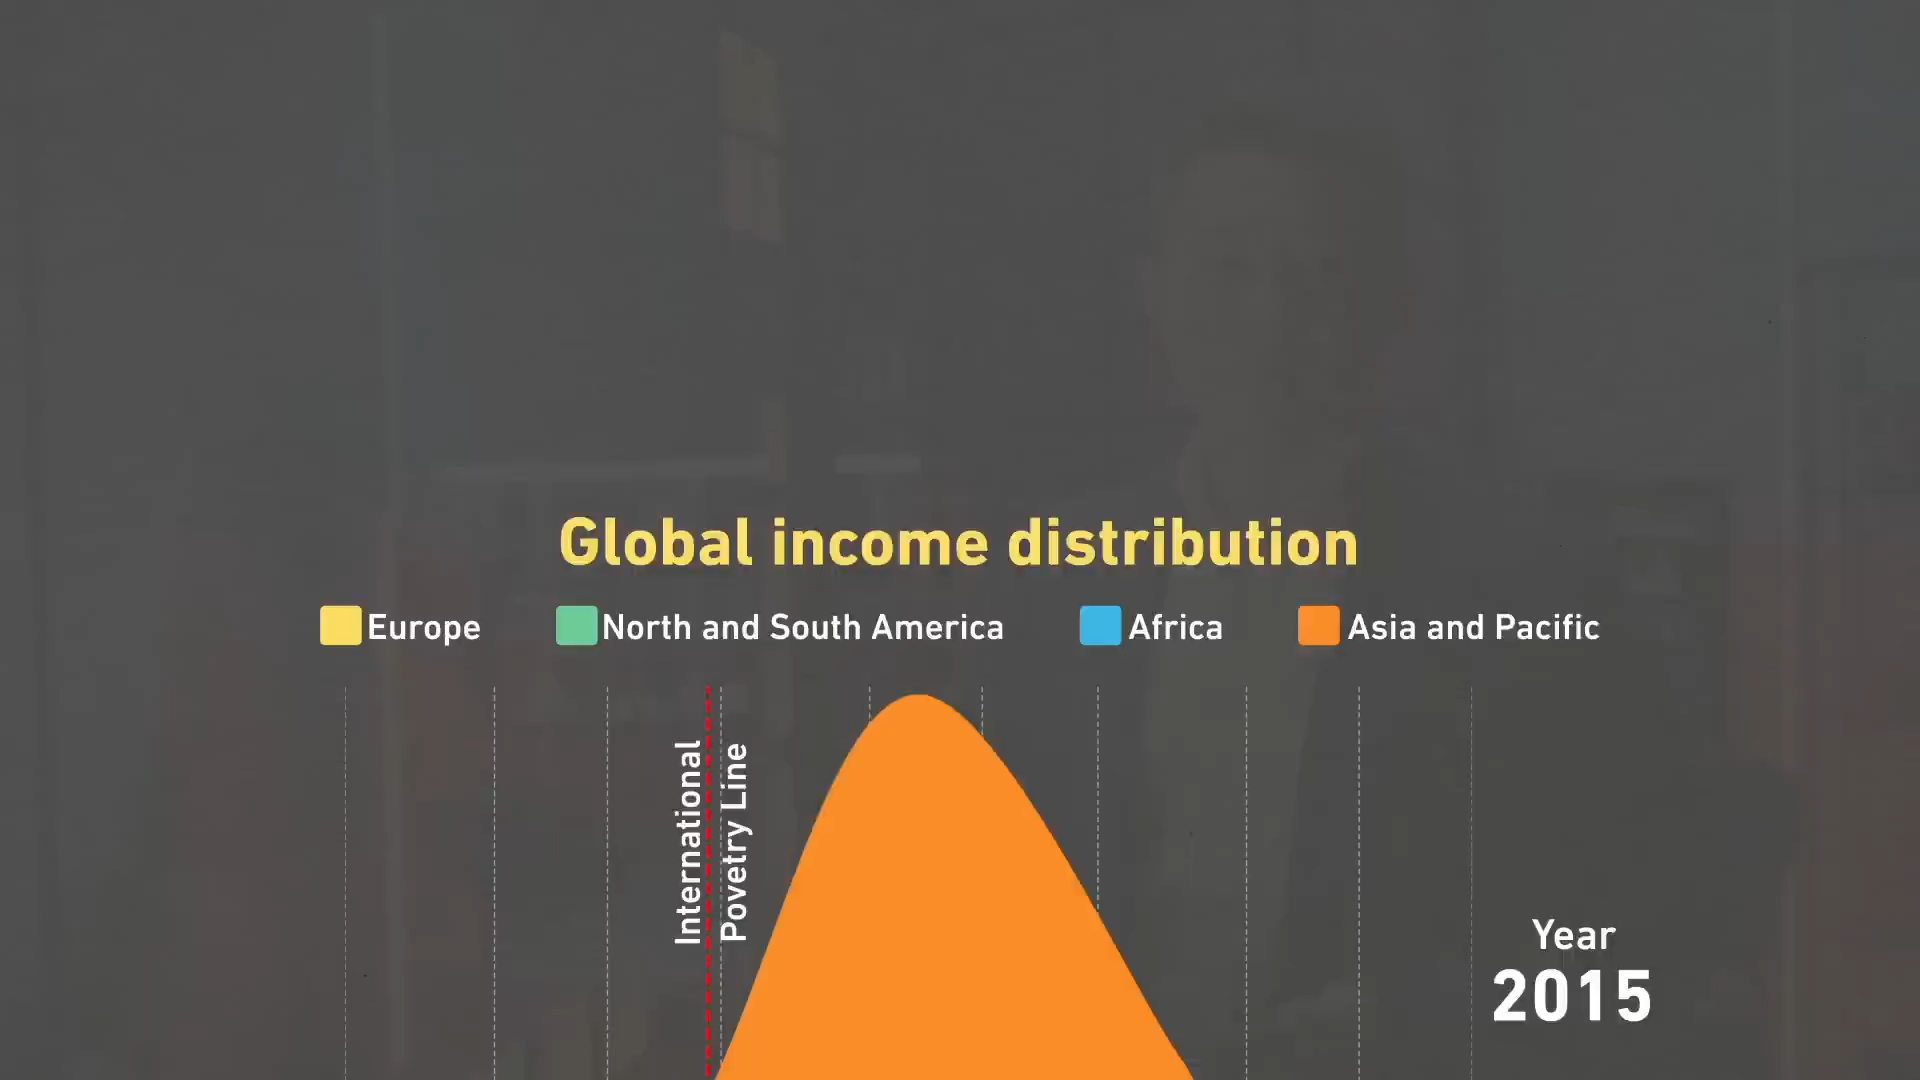 Global income distribution
Europe
North and South America
Africa
Asia and Pacific
International
Povetry Line
Year
2015